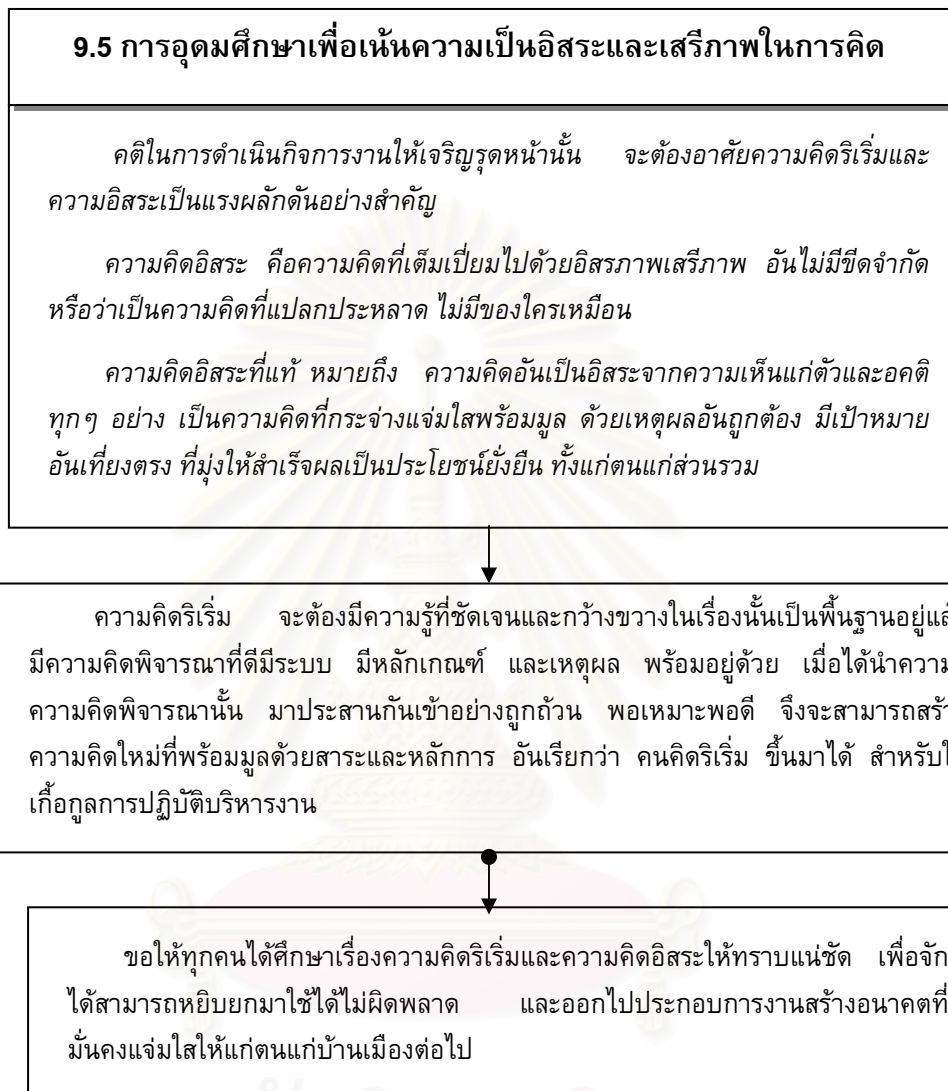 9.5 การอุดมศึกษาเพื่อเน้นความเป็นอิสระและเสรีภาพในการคิด
คติในการดำเนินกิจการงานให้เจริญรุดหน้านั้น จะต้องอาศัยความคิดริเริ่มและ
ความอิสระเป็นแรงผลักดันอย่างสำคัญ
ความคิดอิสระ คือความคิดที่เต็มเปี่ยมไปด้วยอิสรภาพเสรีภาพ อันไม่มีขีดจำกัด
หรือว่าเป็นความคิดที่แปลกประหลาด ไม่มีของใครเหมือน
ความคิดอิสระที่แท้ หมายถึง ความคิดอันเป็นอิสระจากความเห็นแก่ตัวและอคติ
ทุกๆ อย่าง เป็นความคิดที่กระจ่างแจ่มใสพร้อมมูล ด้วยเหตุผลอันถูกต้อง มีเป้าหมาย
อันเที่ยงตรง ที่มุ่งให้สำเร็จผลเป็นประโยชน์ยั่งยืน ทั้งแก่ตนแก่ส่วนรวม
ความคิดริเริ่ม จะต้องมีความรู้ที่ชัดเจนและกว้างขวางในเรื่องนั้นเป็นพื้นฐานอยู่
มีความคิดพิจารณาที่ดีมีระบบ มีหลักเกณฑ์ และเหตุผล พร้อมอยู่ด้วย เมื่อได้นำความ
ความคิดพิจารณานั้น มาประสานกันเข้าอย่างถูกถ้วน พอเหมาะพอดี จึงจะสามารถ
ความคิดใหม่ที่พร้อมมูลด้วยสาระและหลักการ อันเรียกว่า คนคิดริเริ่ม ขึ้นมาได้ สำหรับ
เกื้อกูลการปฏิบัติบริหารงาน
ขอให้ทุกคนได้ศึกษาเรื่องความคิดริเริ่มและความคิดอิสระให้ทราบแน่ชัด เพื่อจัก
ได้สามารถหยิบยกมาใช้ได้ไม่ผิดพลาด และออกไปประกอบการงานสร้างอนาคตที่
มั่นคงแจ่มใสให้แก่ตนแก่บ้านเมืองต่อไป